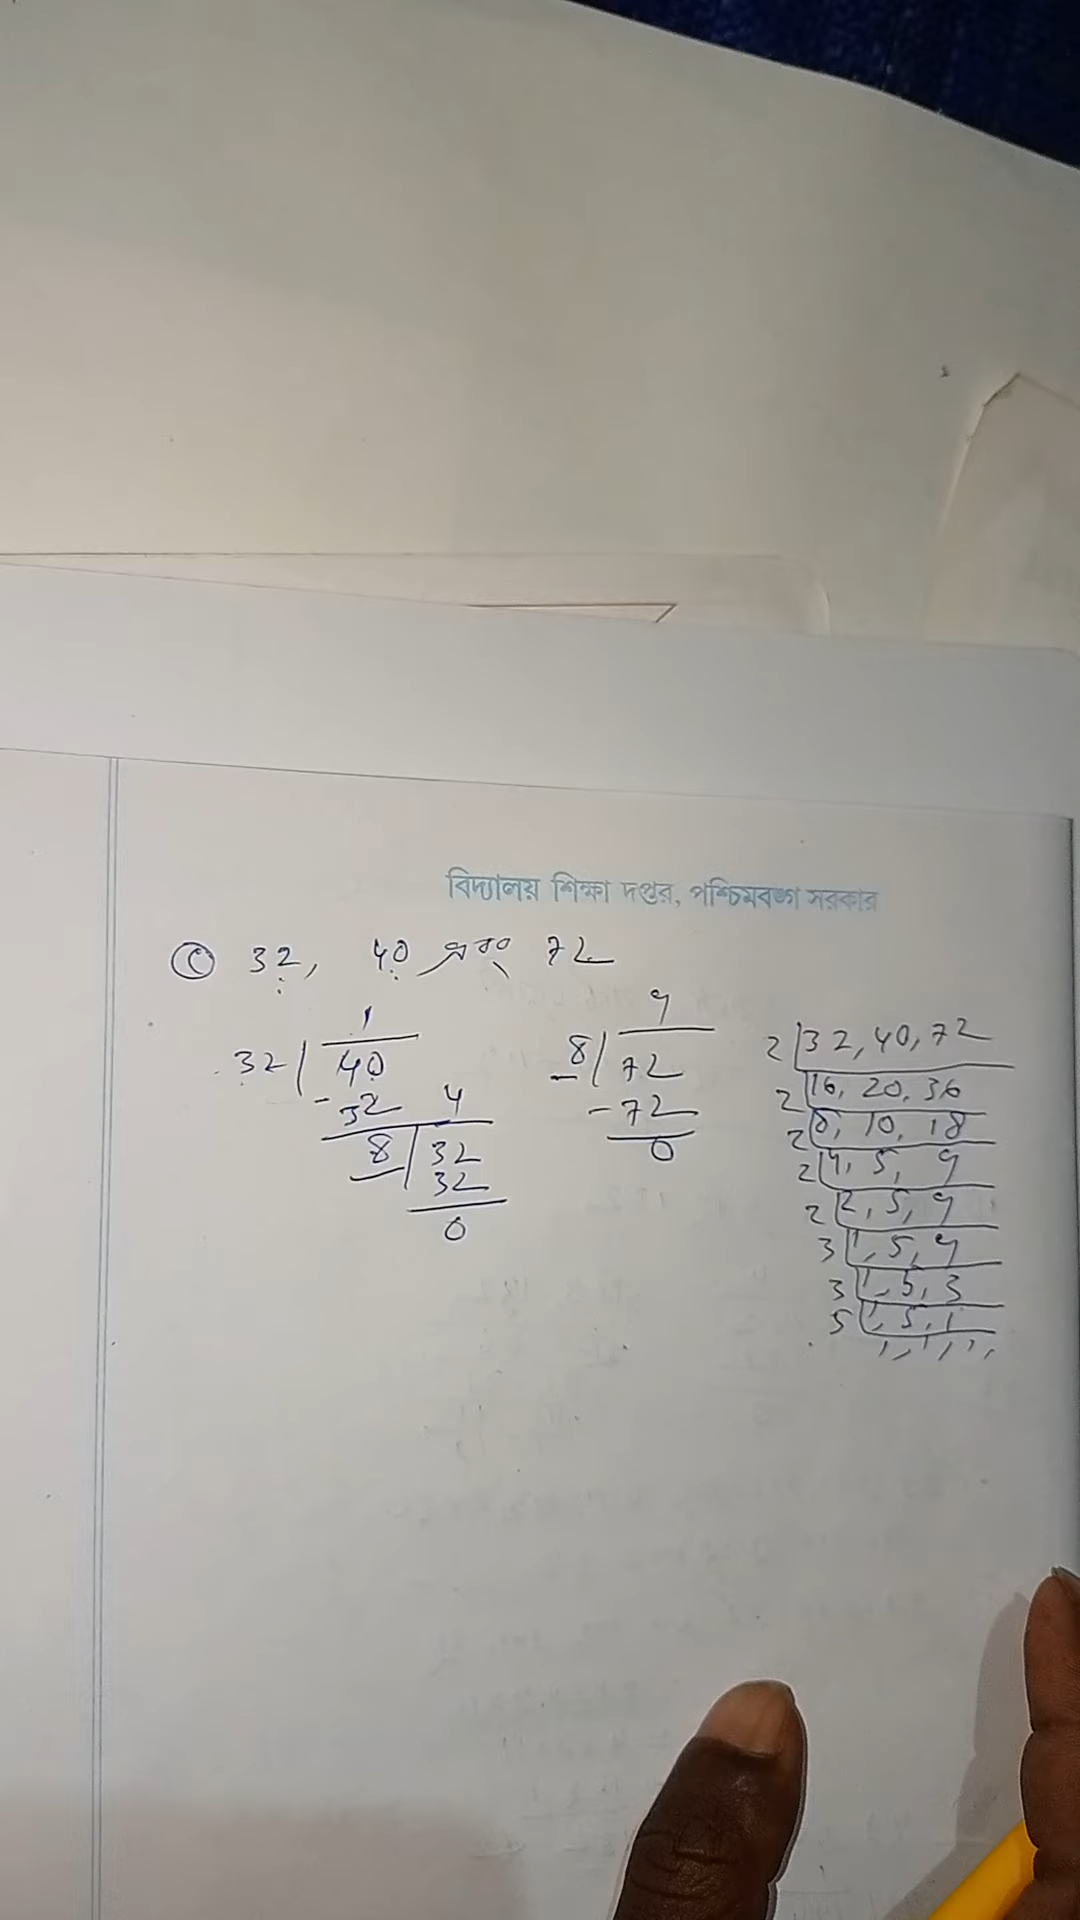 বিদ্যালয় শিক্ষা দপ্তর, পশ্চিমবঙ্গ সরকার
Ⓒ 32, 40 এবং 72
1
32 | 40
- 32 4
8 | 32
32
0
9
8 | 72
- 72
0
2 | 32, 40, 72
2 | 16, 20, 36
2 | 8, 10, 18
2 | 4, 5, 9
2 | 2, 5, 9
3 | 1, 5, 9
3 | 1, 5, 3
5 | 1, 5, 1
1, 1, 1